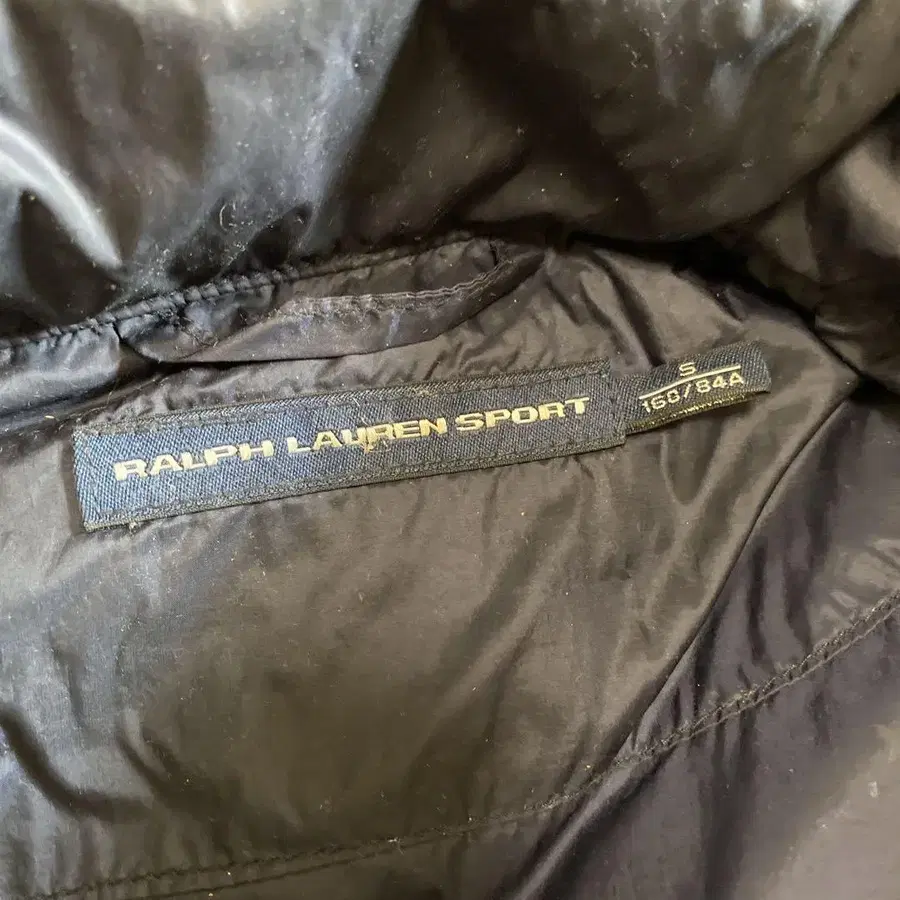 RALPH LAUREN SPORT
S
160/84A